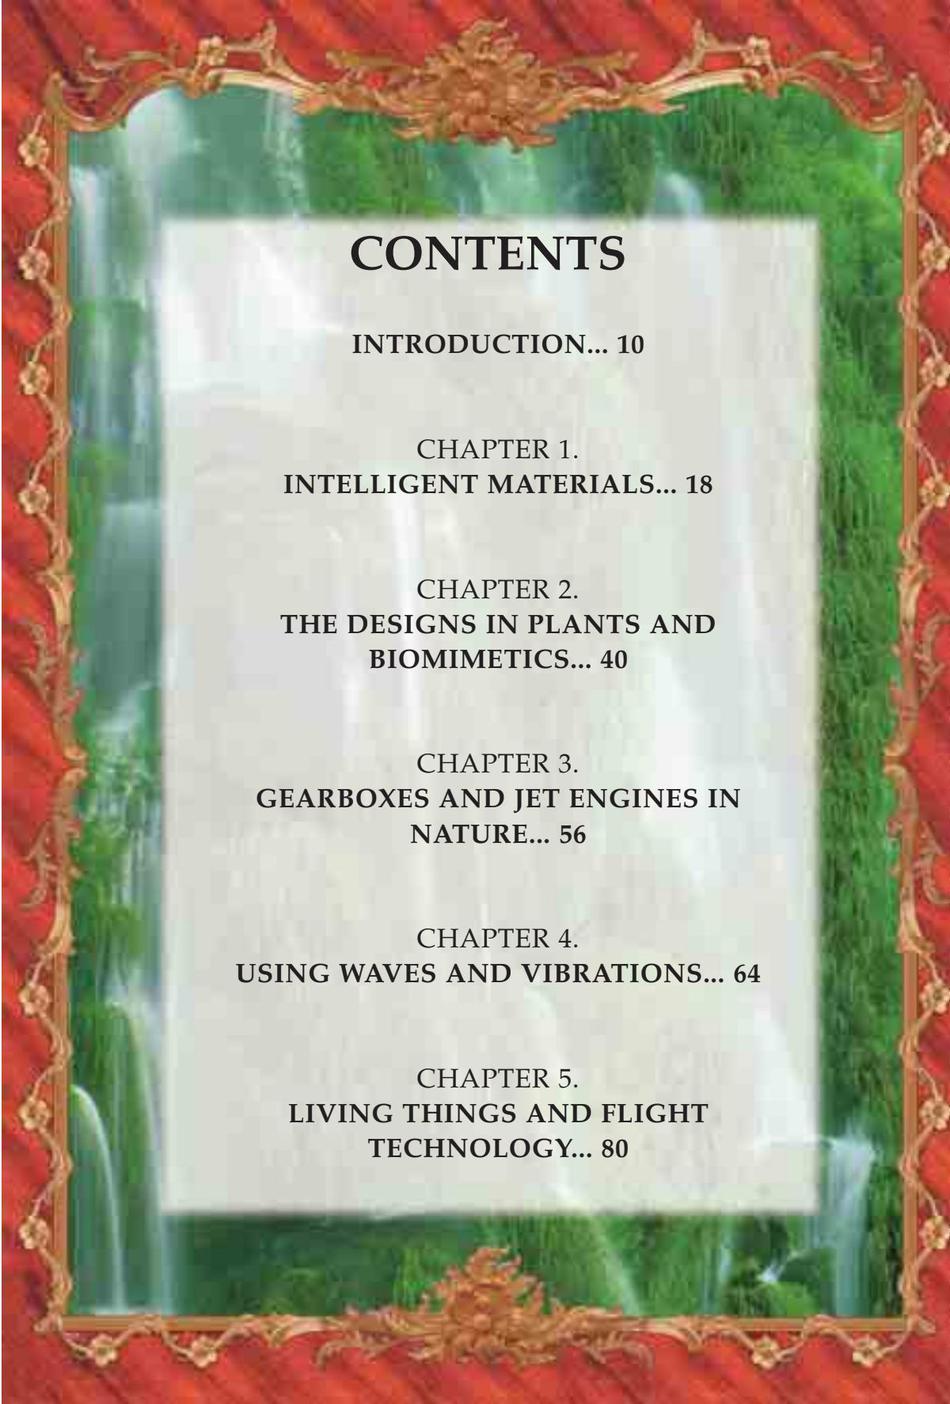 CONTENTS
INTRODUCTION... 10
CHAPTER 1.
INTELLIGENT MATERIALS... 18
CHAPTER 2.
THE DESIGNS IN PLANTS AND
BIOMIMETICS... 40
CHAPTER 3.
GEARBOXES AND JET ENGINES IN
NATURE... 56
CHAPTER 4.
USING WAVES AND VIBRATIONS... 64
CHAPTER 5.
LIVING THINGS AND FLIGHT
TECHNOLOGY... 80